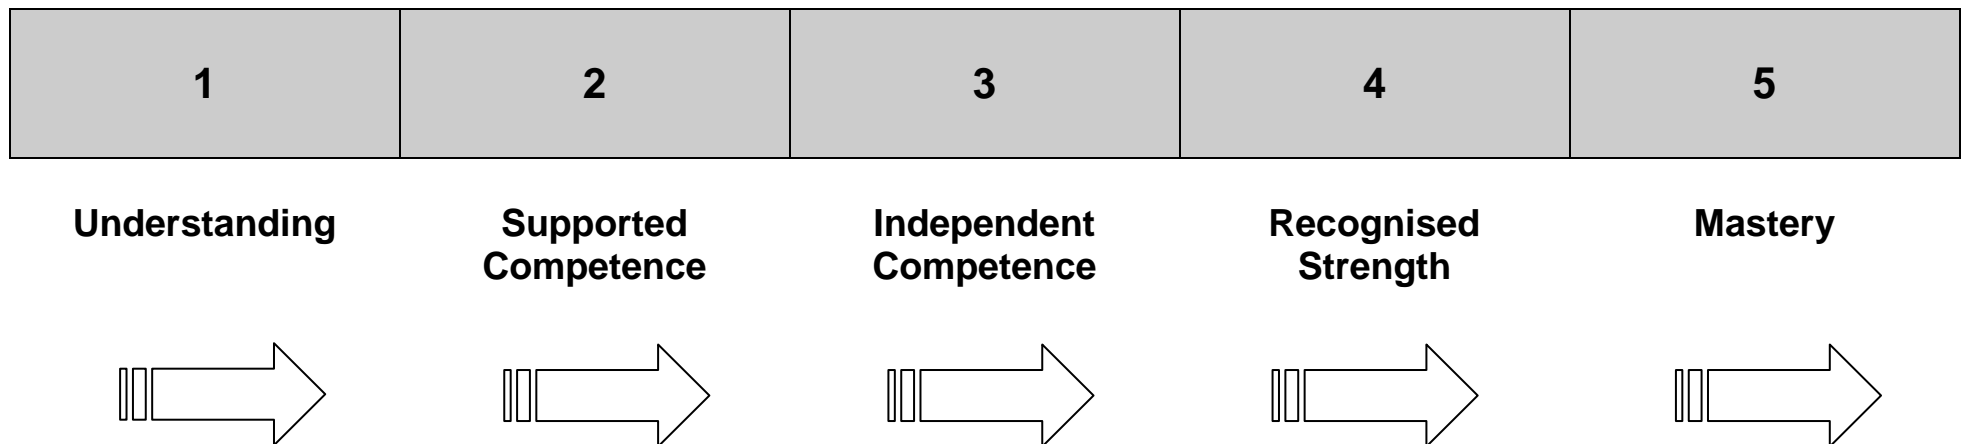 1 2 3 4 5
Understanding Supported Independent Recognised Mastery
Competence Competence Strength